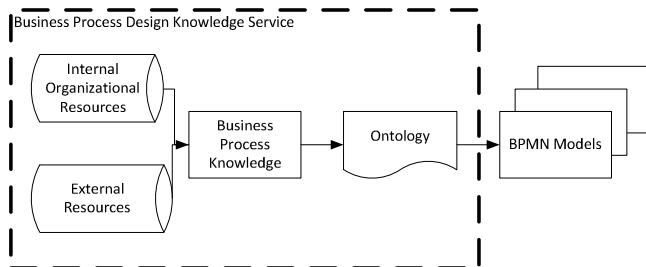 Business Process Design Knowledge Service
Internal
Organizational
Resources
External
Resources
Business
Process
Knowledge
Ontology
BPMN Models